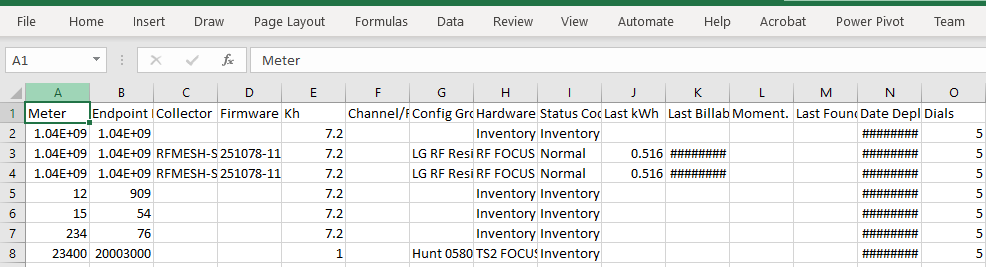 File Home Insert Draw Page Layout Formulas Data Review View Automate Help Acrobat Power Pivot Team
A1 fx Meter
A B C D E F G H I J K L M N O
1 Meter Endpoint Collector Firmware Kh Channel/F Config Gro Hardware Status Coc Last kWh Last Billab Moment. Last Found Date Depl Dials
2 1.04E+09 1.04E+09 7.2 Inventory Inventory ######## 5
3 1.04E+09 1.04E+09 RFMESH-S 251078-11 7.2 LG RF Resi RF FOCUS Normal 0.516 ######## ######## 5
4 1.04E+09 1.04E+09 RFMESH-S 251078-11 7.2 LG RF Resi RF FOCUS Normal 0.516 ######## ######## 5
5 12 909 7.2 Inventory Inventory ######## 5
6 15 54 7.2 Inventory Inventory ######## 5
7 234 76 7.2 Inventory Inventory ######## 5
8 23400 20003000 1 Hunt 0580 TS2 FOCUS Inventory ######## 5